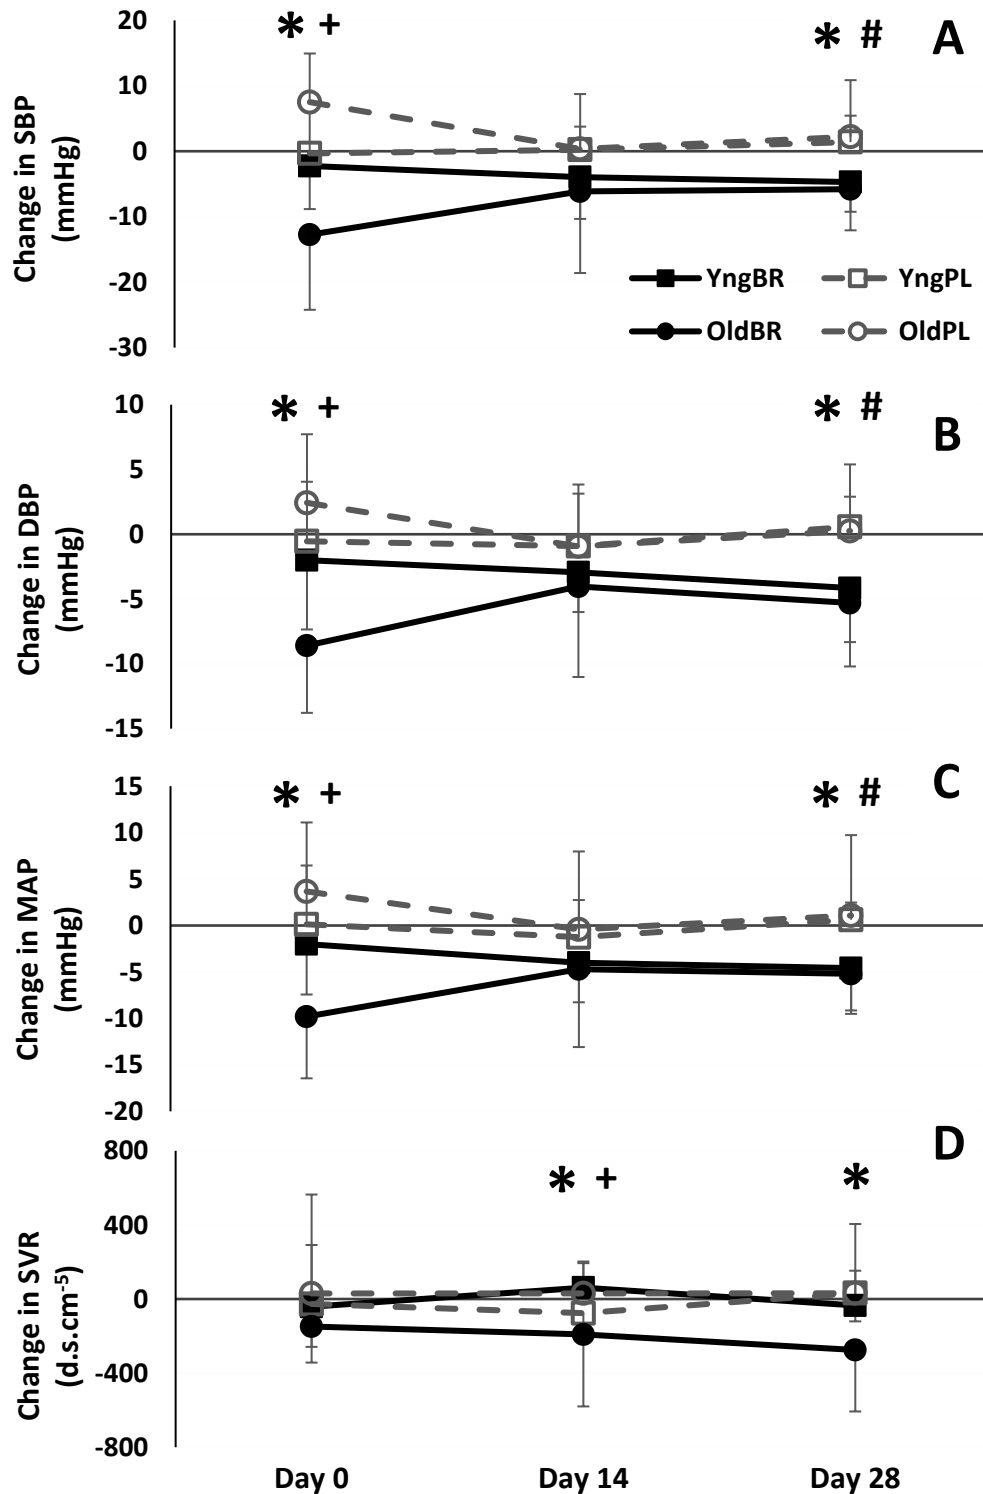 * + * # A
20
10
0
-10
-20
-30
Change in SBP
(mmHg)
YngBR YngPL
OldBR OldPL
* + * # B
10
5
0
-5
-10
-15
Change in DBP
(mmHg)
* + * # C
15
10
5
0
-5
-10
-15
-20
Change in MAP
(mmHg)
* + * D
800
400
0
-400
-800
Change in SVR
(d.s.cm⁻⁵)
Day 0 Day 14 Day 28